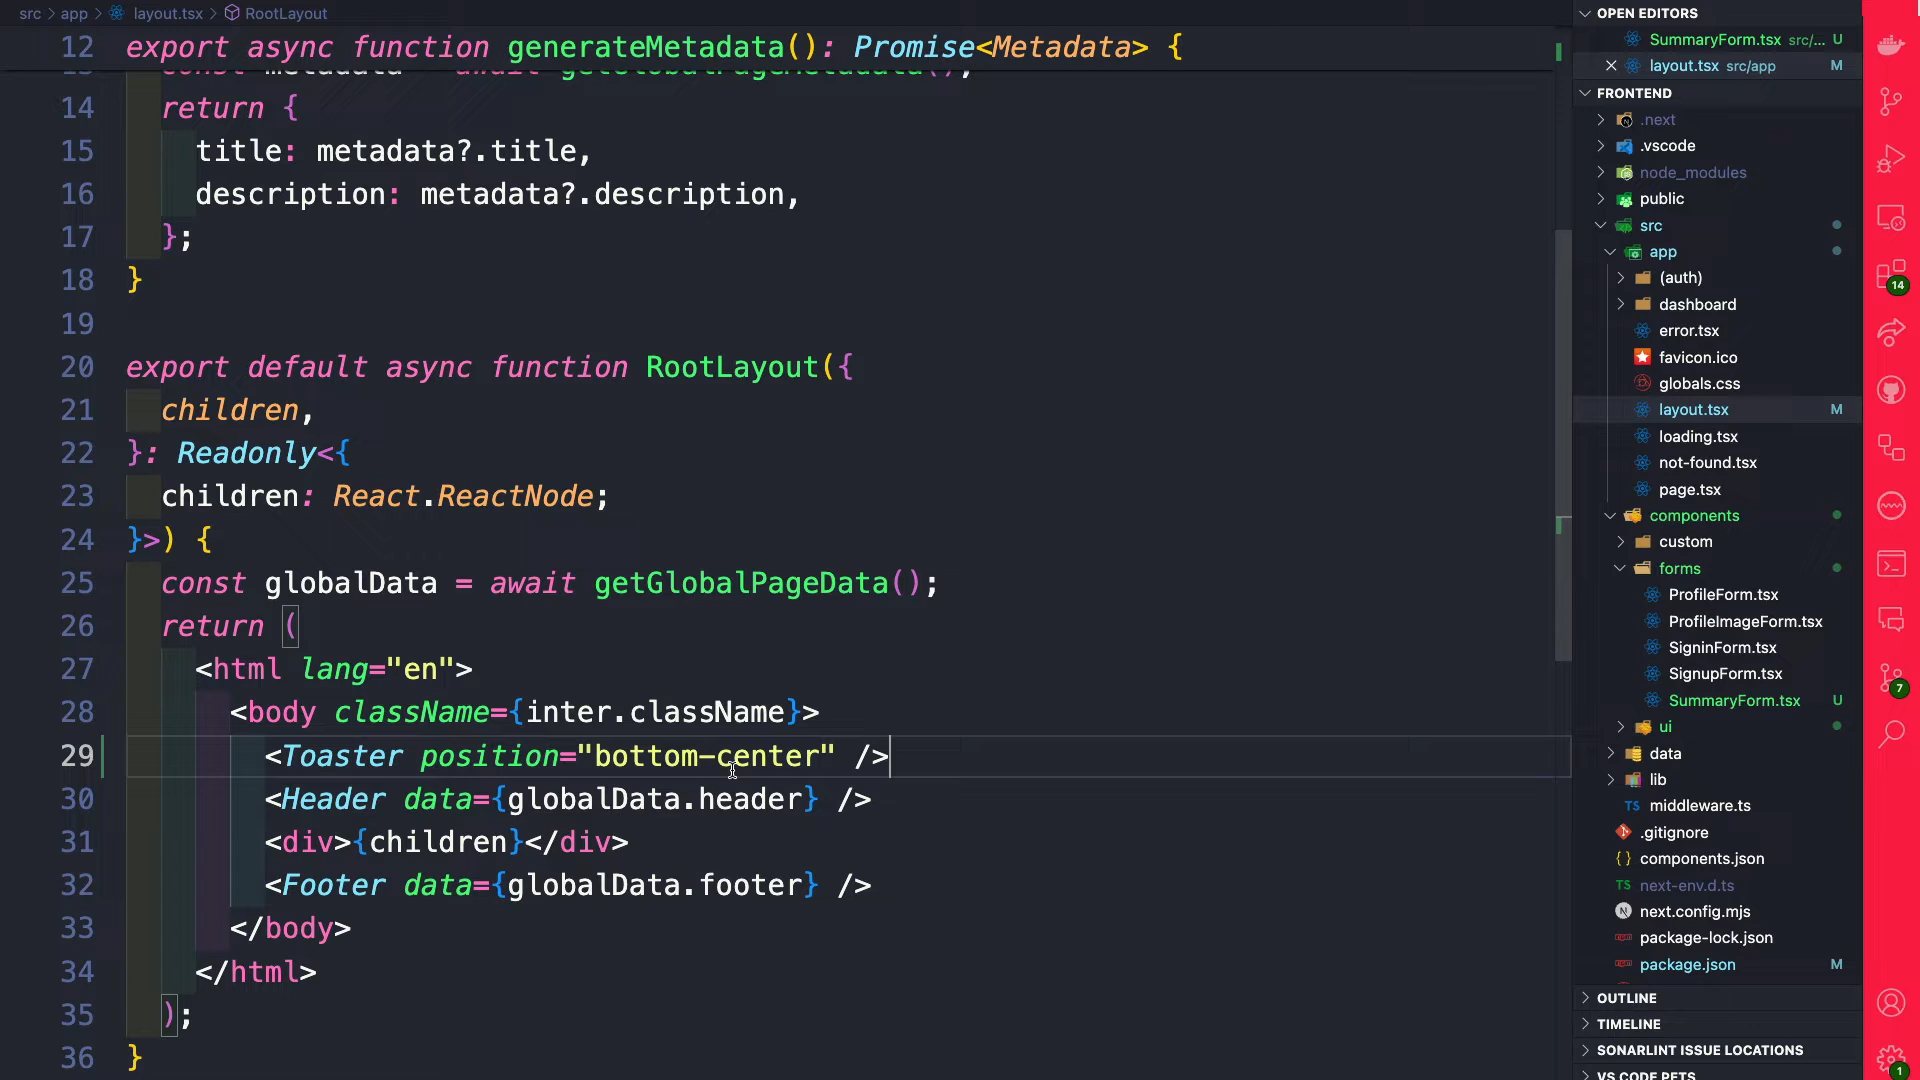 src > app > layout.tsx > RootLayout
12 export async function generateMetadata(): Promise<Metadata> {
14 return {
15 title: metadata?.title,
16 description: metadata?.description,
17 };
18 }
19
20 export default async function RootLayout({
21 children,
22 }: Readonly<{
23 children: React.ReactNode;
24 }>) {
25 const globalData = await getGlobalPageData();
26 return (
27 <html lang="en">
28 <body className={inter.className}>
29 <Toaster position="bottom-center" />
30 <Header data={globalData.header} />
31 <div>{children}</div>
32 <Footer data={globalData.footer} />
33 </body>
34 </html>
35 );
36 }
OPEN EDITORS
SummaryForm.tsx src/... U
layout.tsx src/app M
FRONTEND
.next
.vscode
node_modules
public
src
app
(auth)
dashboard
error.tsx
favicon.ico
globals.css
layout.tsx M
loading.tsx
not-found.tsx
page.tsx
components
custom
forms
ProfileForm.tsx
ProfileImageForm.tsx
SigninForm.tsx
SignupForm.tsx
SummaryForm.tsx U
ui
data
lib
TS middleware.ts
.gitignore
{ } components.json
TS next-env.d.ts
N next.config.mjs
package-lock.json
package.json M
OUTLINE
TIMELINE
SONARLINT ISSUE LOCATIONS
VS CODE PETS
14
7
1